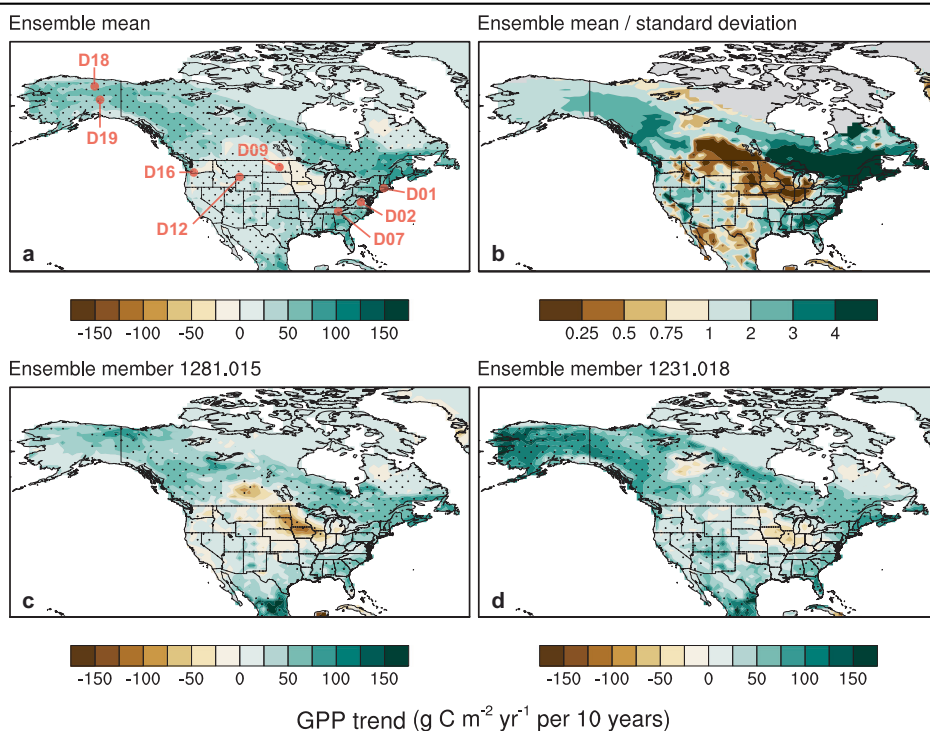 Ensemble mean
Ensemble mean / standard deviation
D18
D19
D16
D09
D12
D01
D02
D07
a
b
-150 -100 -50 0 50 100 150
0.25 0.5 0.75 1 2 3 4
Ensemble member 1281.015
Ensemble member 1231.018
c
d
-150 -100 -50 0 50 100 150
-150 -100 -50 0 50 100 150
GPP trend (g C m⁻² yr⁻¹ per 10 years)